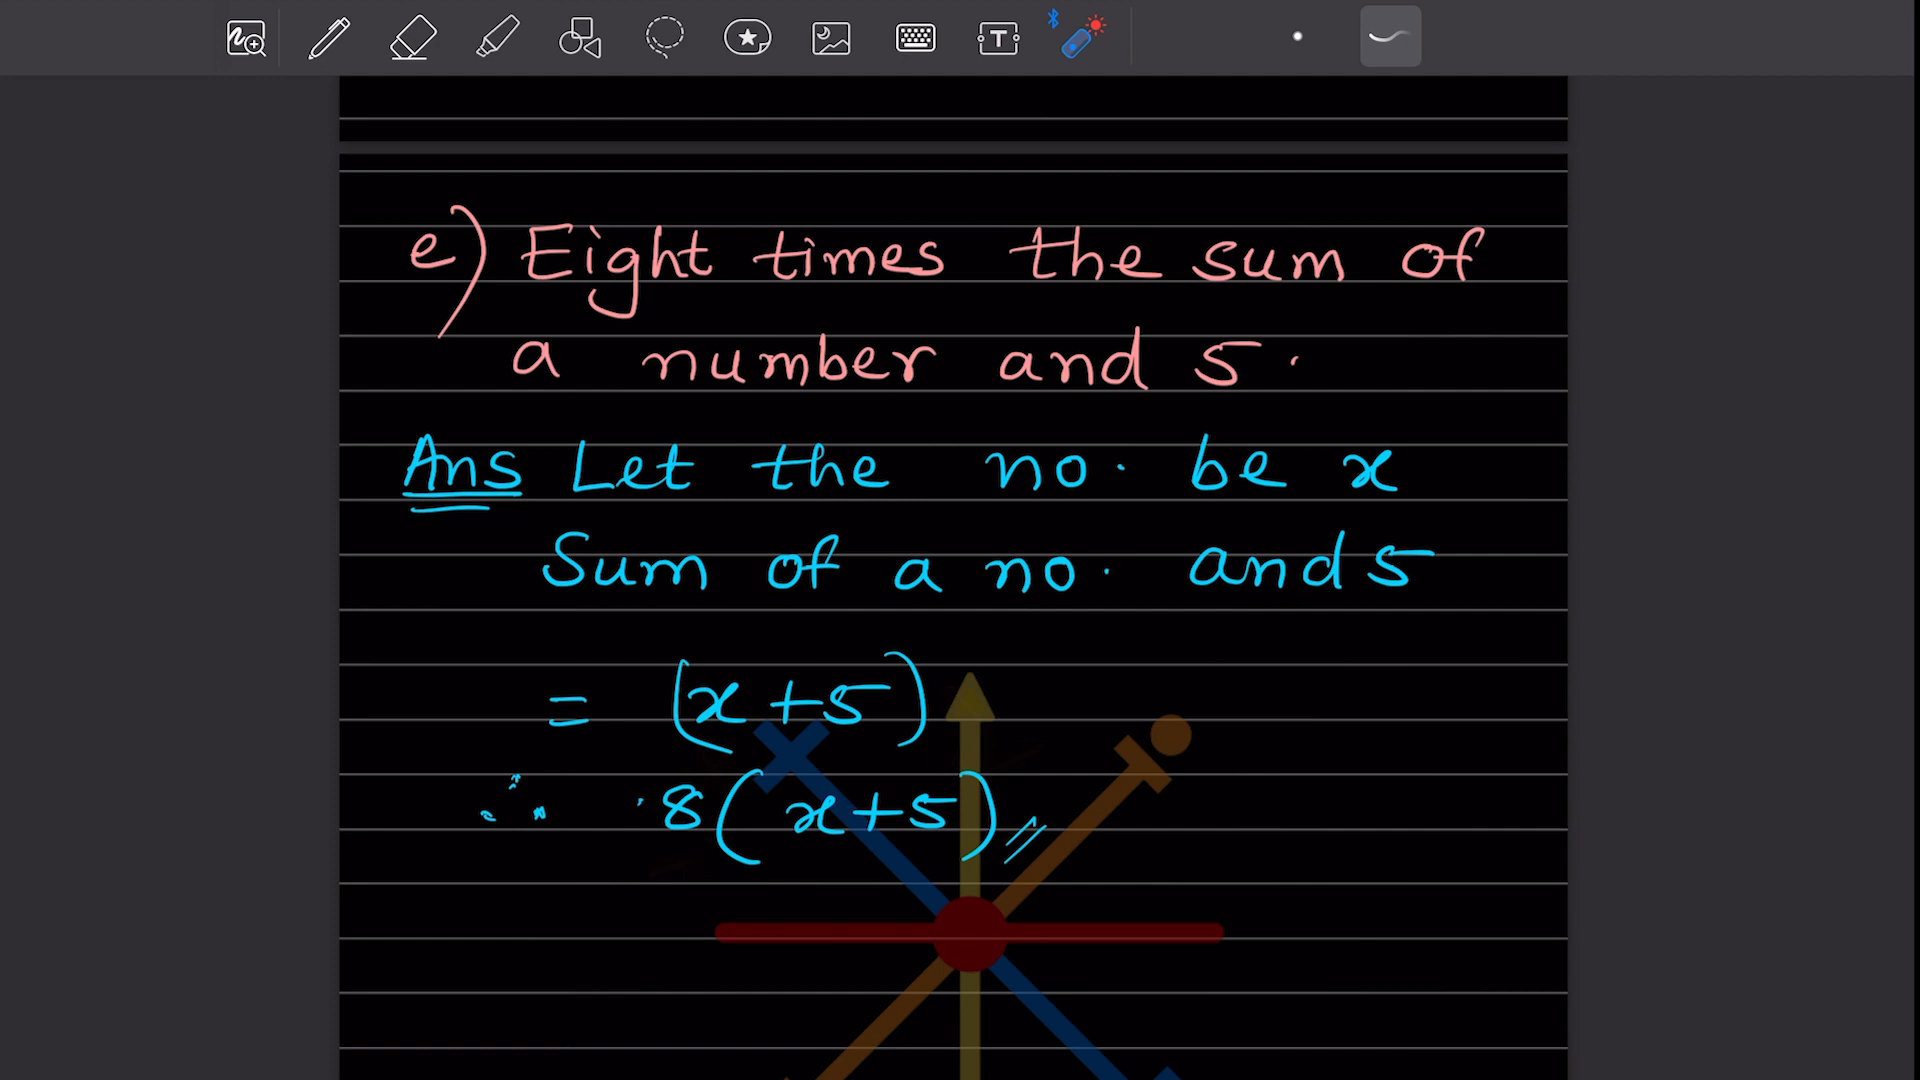 e) Eight times the sum of
a number and 5.
Ans Let the no. be x
Sum of a no. and 5
= (x+5)
∴ 8(x+5)